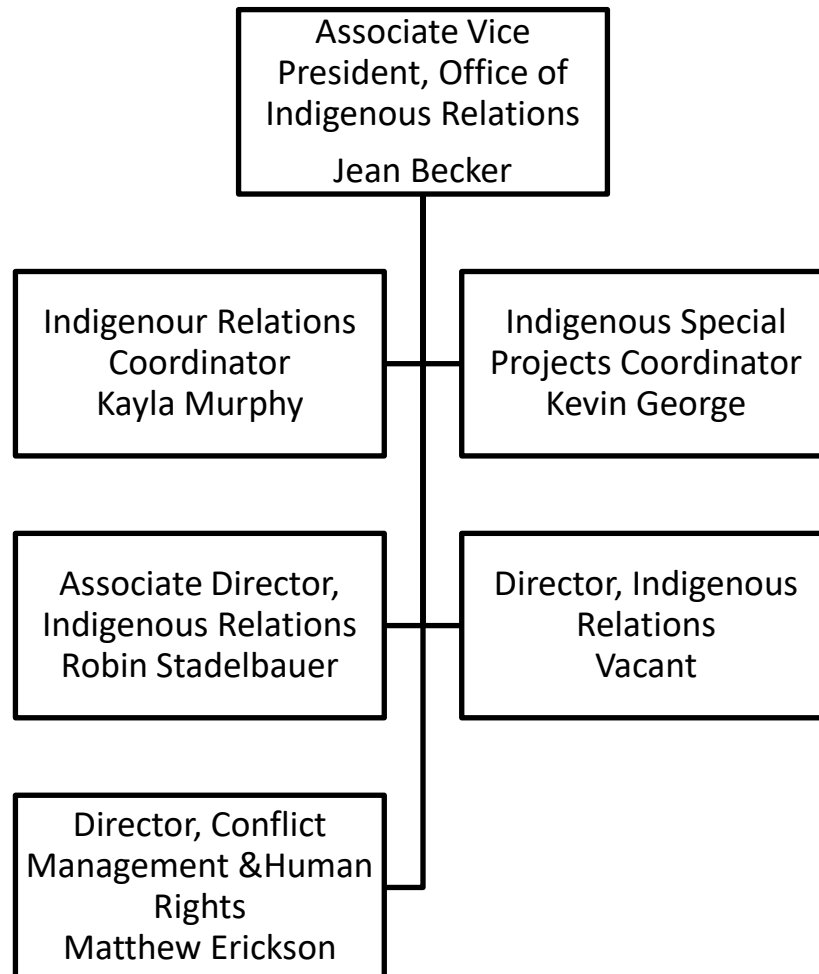 Associate Vice
President, Office of
Indigenous Relations
Jean Becker
Indigenour Relations
Coordinator
Kayla Murphy
Indigenous Special
Projects Coordinator
Kevin George
Associate Director,
Indigenous Relations
Robin Stadelbauer
Director, Indigenous
Relations
Vacant
Director, Conflict
Management &Human
Rights
Matthew Erickson